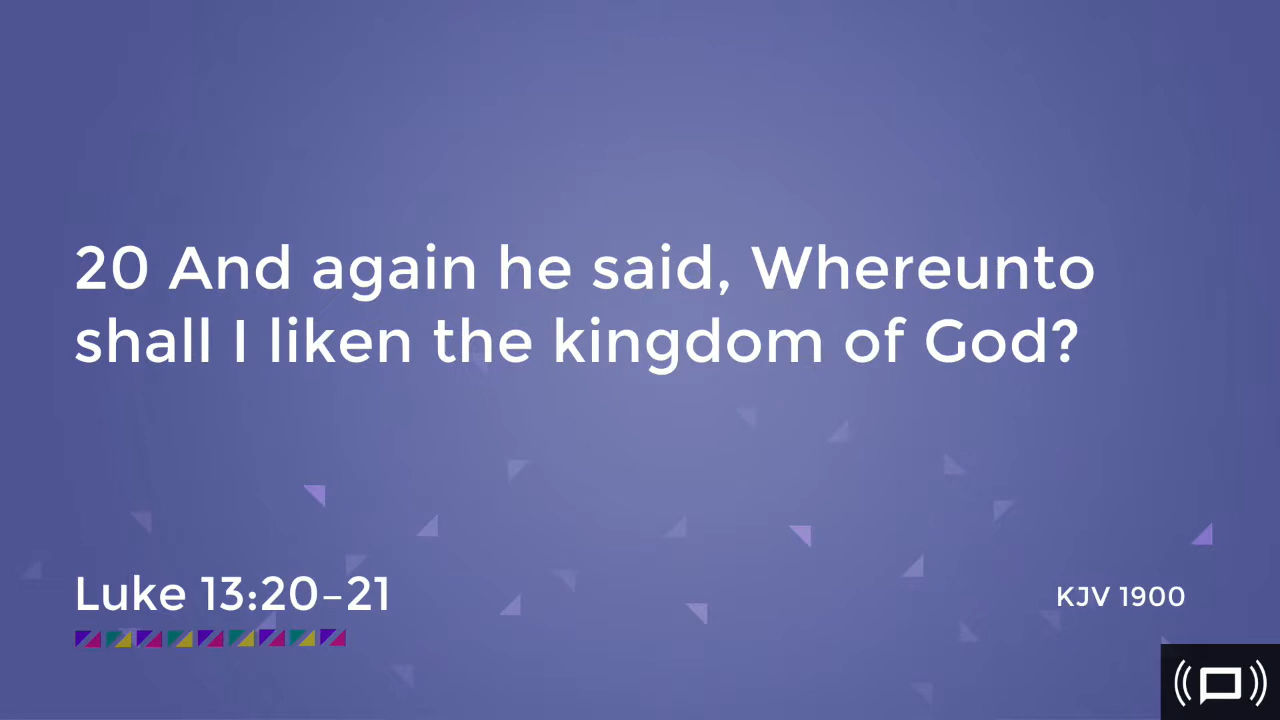 20 And again he said, Whereunto
shall I liken the kingdom of God?
Luke 13:20–21
KJV 1900